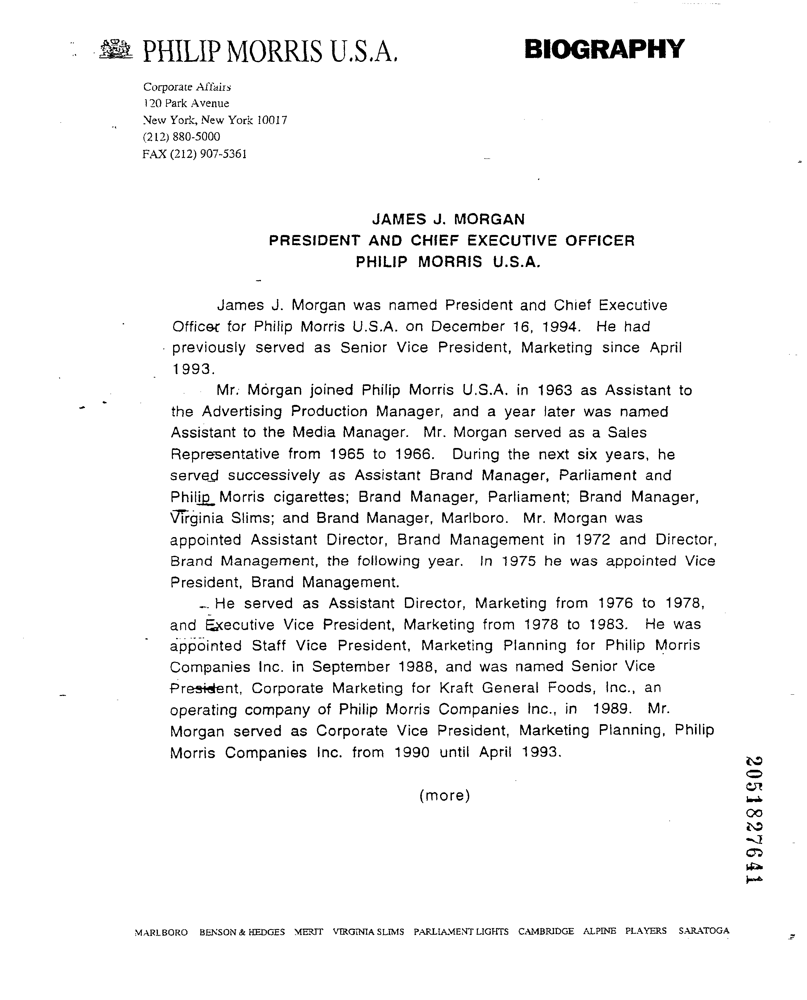 PHILIP MORRIS U.S.A. BIOGRAPHY
Corporate Affairs
120 Park Avenue
New York, New York 10017
(212) 880-5000
FAX (212) 907-5361
JAMES J. MORGAN
PRESIDENT AND CHIEF EXECUTIVE OFFICER
PHILIP MORRIS U.S.A.
James J. Morgan was named President and Chief Executive
Officer for Philip Morris U.S.A. on December 16, 1994. He had
previously served as Senior Vice President, Marketing since April
1993.
Mr. Morgan joined Philip Morris U.S.A. in 1963 as Assistant to
the Advertising Production Manager, and a year later was named
Assistant to the Media Manager. Mr. Morgan served as a Sales
Representative from 1965 to 1966. During the next six years, he
served successively as Assistant Brand Manager, Parliament and
Philip Morris cigarettes; Brand Manager, Parliament; Brand Manager,
Virginia Slims; and Brand Manager, Marlboro. Mr. Morgan was
appointed Assistant Director, Brand Management in 1972 and Director,
Brand Management, the following year. In 1975 he was appointed Vice
President, Brand Management.
He served as Assistant Director, Marketing from 1976 to 1978,
and Executive Vice President, Marketing from 1978 to 1983. He was
appointed Staff Vice President, Marketing Planning for Philip Morris
Companies Inc. in September 1988, and was named Senior Vice
President, Corporate Marketing for Kraft General Foods, Inc., an
operating company of Philip Morris Companies Inc., in 1989. Mr.
Morgan served as Corporate Vice President, Marketing Planning, Philip
Morris Companies Inc. from 1990 until April 1993.
(more)
2051827641
MARLBORO BENSON & HEDGES MERIT VIRGINIA SLIMS PARLIAMENT LIGHTS CAMBRIDGE ALPINE PLAYERS SARATOGA